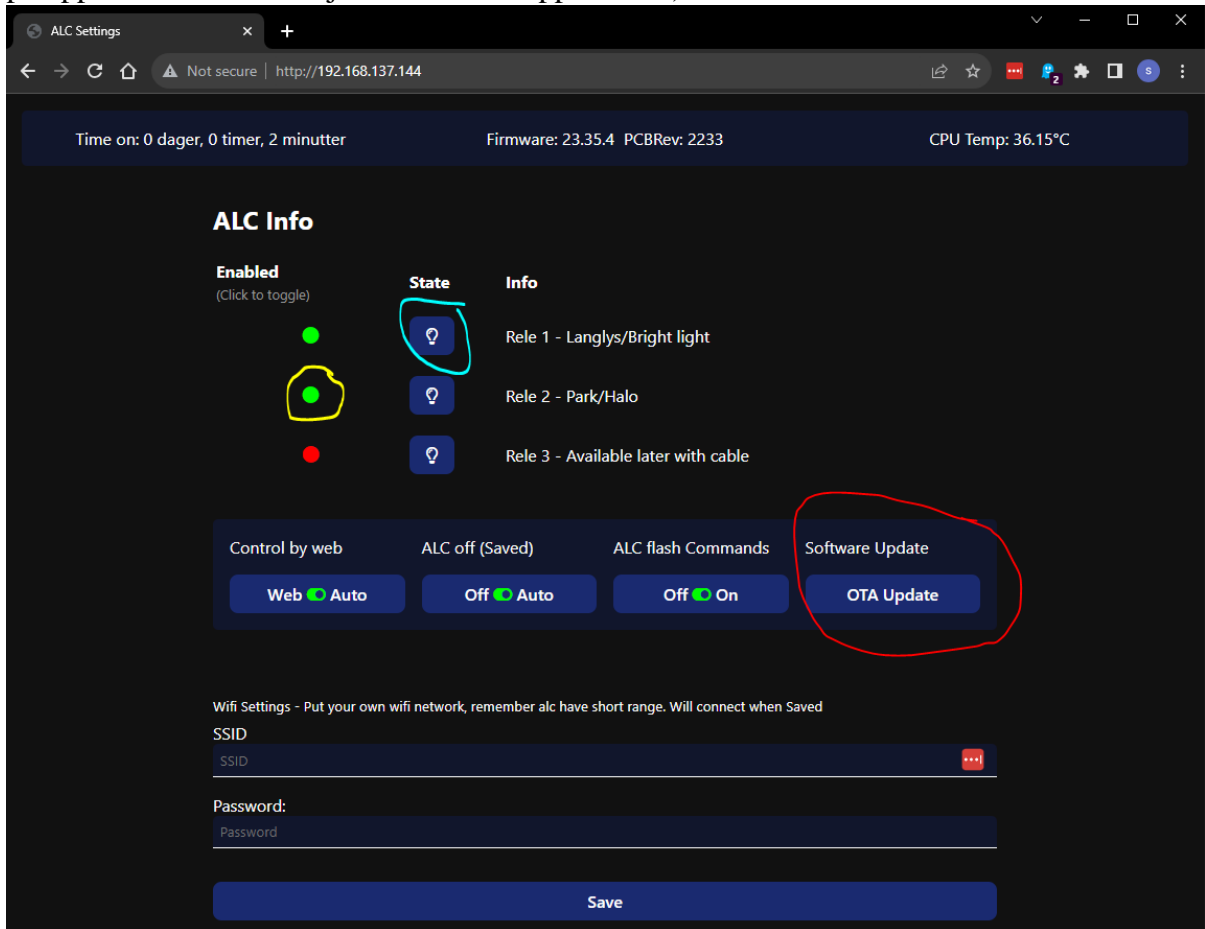 ALC Settings
Not secure | http://192.168.137.144
2
S
Time on: 0 dager, 0 timer, 2 minutter Firmware: 23.35.4 PCBRev: 2233 CPU Temp: 36.15°C
ALC Info
Enabled State Info
(Click to toggle)
Rele 1 - Langlys/Bright light
Rele 2 - Park/Halo
Rele 3 - Available later with cable
Control by web ALC off (Saved) ALC flash Commands Software Update
Web Auto Off Auto Off On OTA Update
Wifi Settings - Put your own wifi network, remember alc have short range. Will connect when Saved
SSID
SSID
Password:
Password
Save